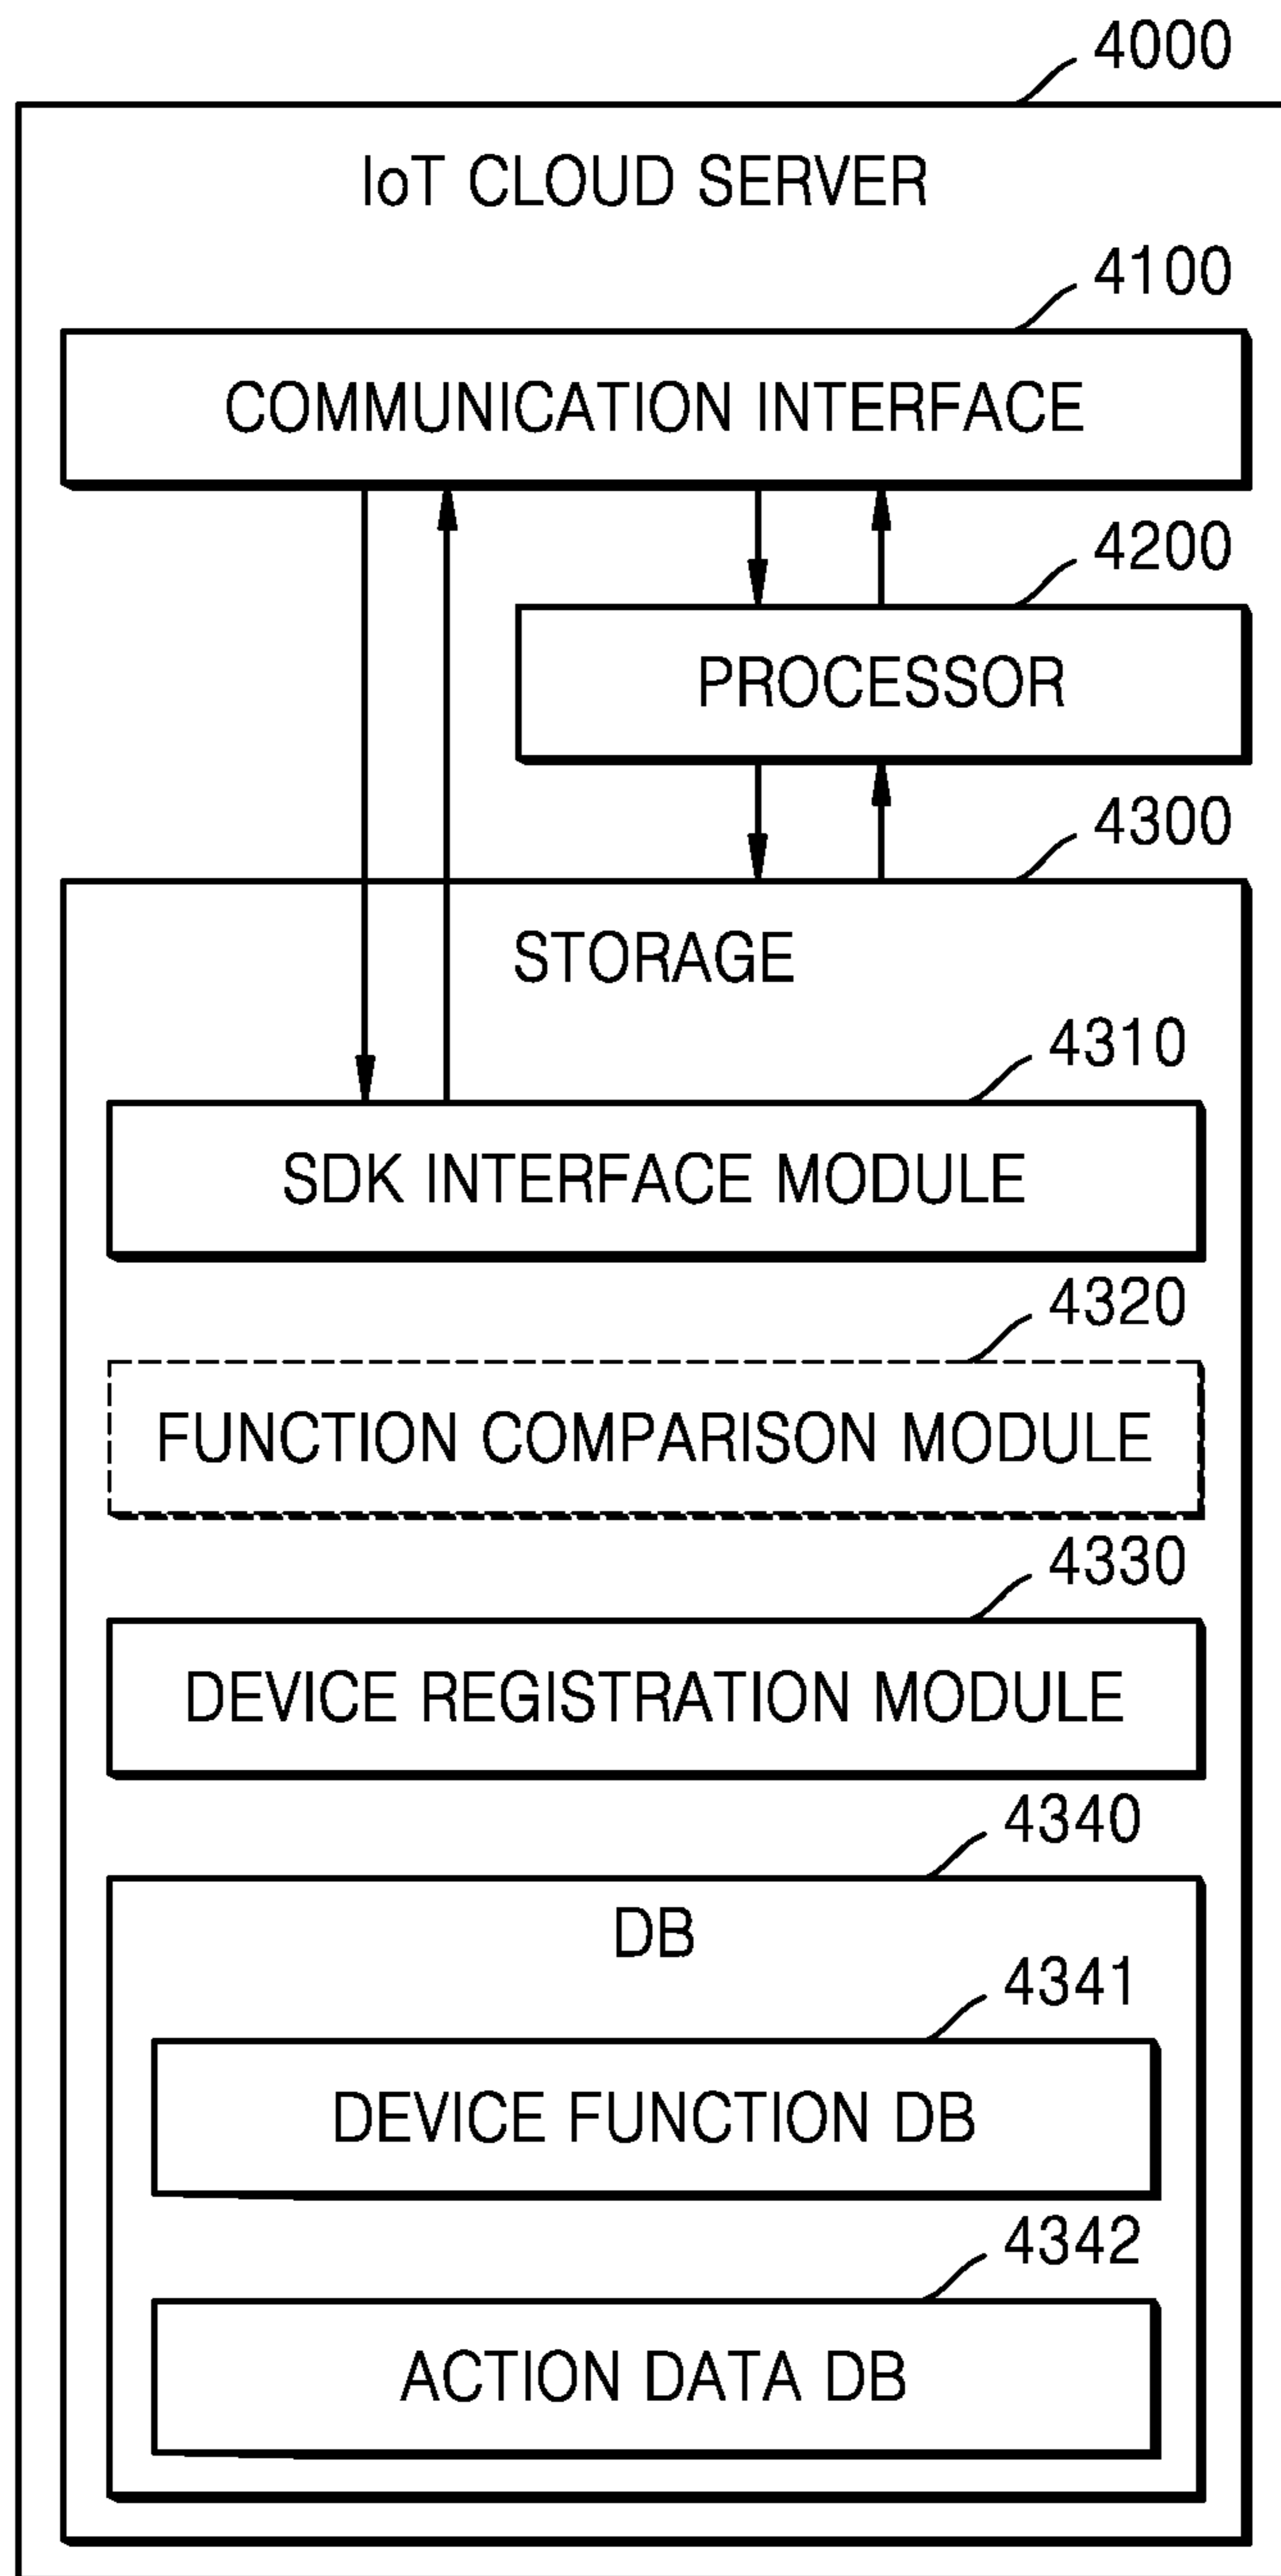 4000
IoT CLOUD SERVER
4100
COMMUNICATION INTERFACE
4200
PROCESSOR
4300
STORAGE
4310
SDK INTERFACE MODULE
4320
FUNCTION COMPARISON MODULE
4330
DEVICE REGISTRATION MODULE
4340
DB
4341
DEVICE FUNCTION DB
4342
ACTION DATA DB